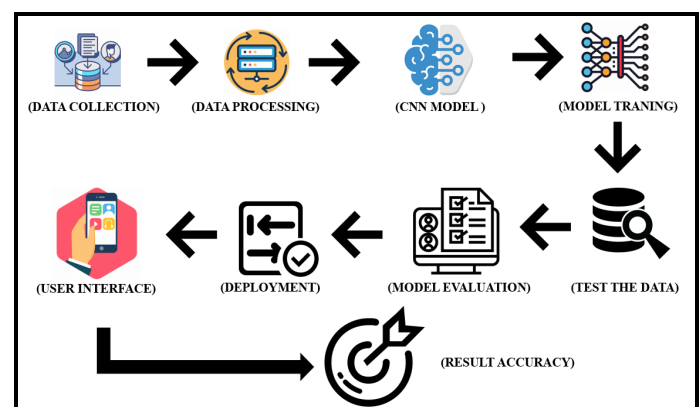 (DATA COLLECTION)
(DATA PROCESSING)
(CNN MODEL )
(MODEL TRANING)
(USER INTERFACE)
(DEPLOYMENT)
(MODEL EVALUATION)
(TEST THE DATA)
(RESULT ACCURACY)